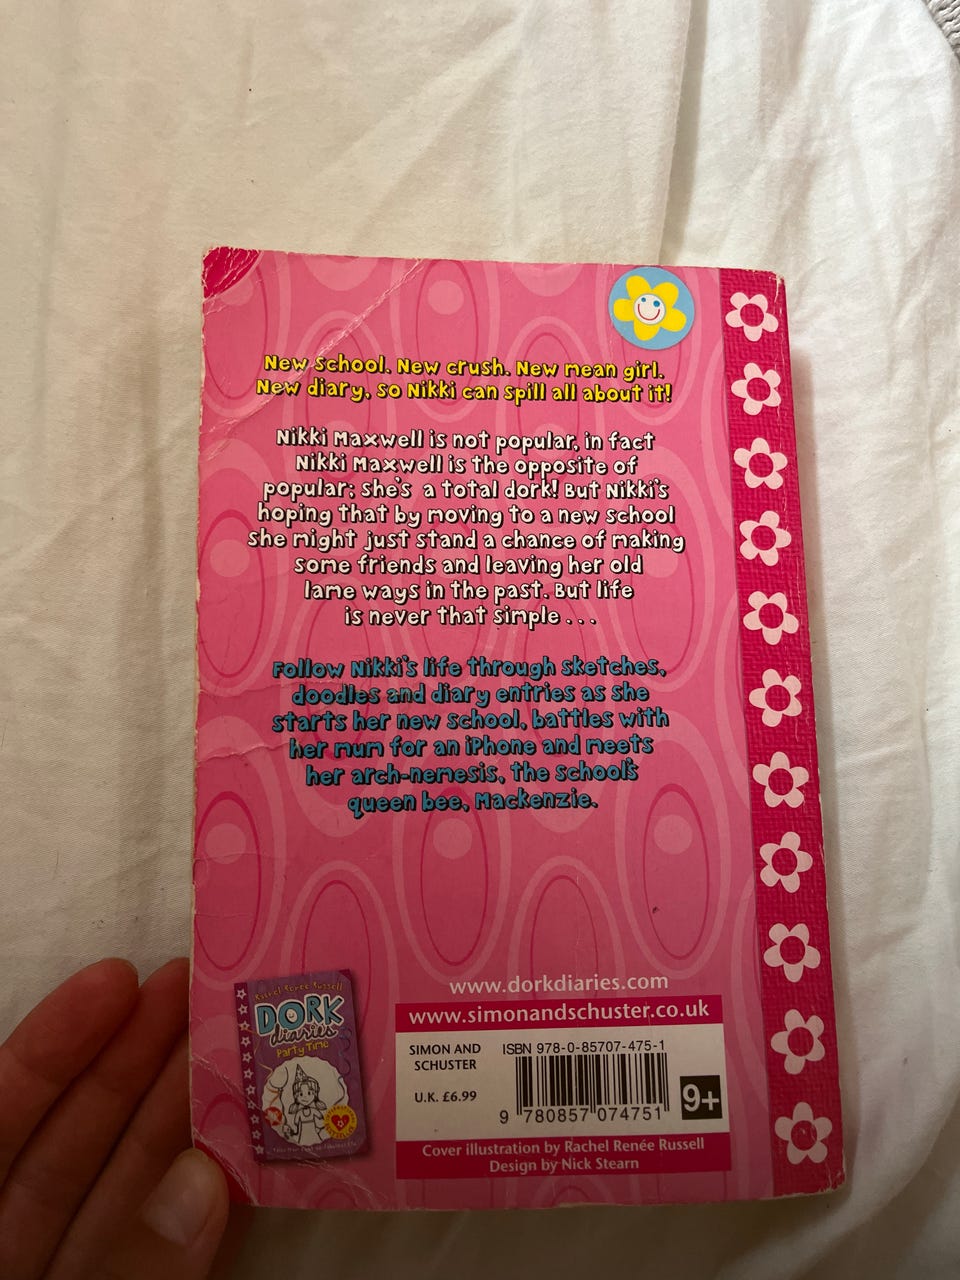 New school. New crush. New mean girl.
New diary, so Nikki can spill all about it!
Nikki Maxwell is not popular, in fact
Nikki Maxwell is the opposite of
popular; she's a total dork! But Nikki's
hoping that by moving to a new school
she might just stand a chance of making
some friends and leaving her old
lame ways in the past. But life
is never that simple . . .
Follow Nikki's life through sketches,
doodles and diary entries as she
starts her new school, battles with
her mum for an iPhone and meets
her arch-nemesis, the school's
queen bee, Mackenzie.
Rachel Renée Russell
DORK
diaries
Party Time
www.dorkdiaries.com
www.simonandschuster.co.uk
SIMON AND
SCHUSTER
U.K. £6.99
ISBN 978-0-85707-475-1
9 780857 074751
9+
Cover illustration by Rachel Renée Russell
Design by Nick Stearn